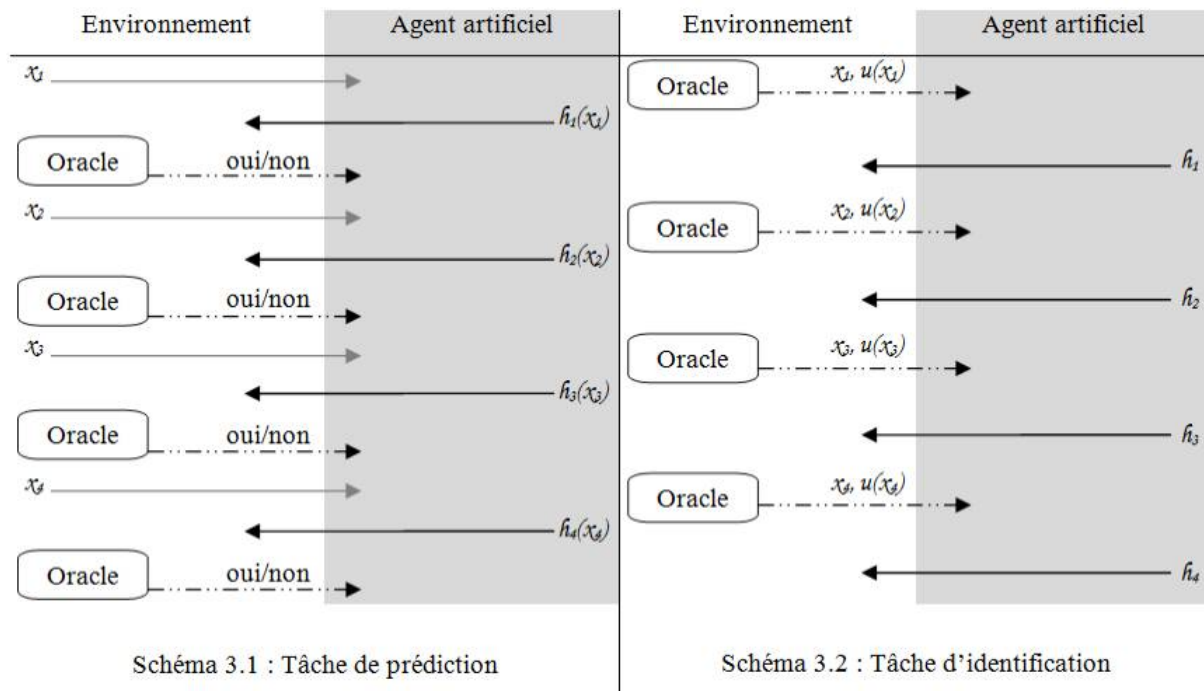 Environnement
Agent artificiel
x1
h1(x1)
Oracle
oui/non
x2
h2(x2)
Oracle
oui/non
x3
h3(x3)
Oracle
oui/non
x4
h4(x4)
Oracle
oui/non
Schéma 3.1 : Tâche de prédiction
Environnement
Agent artificiel
Oracle
x1, u(x1)
h1
Oracle
x2, u(x2)
h2
Oracle
x3, u(x3)
h3
Oracle
x4, u(x4)
h4
Schéma 3.2 : Tâche d’identification